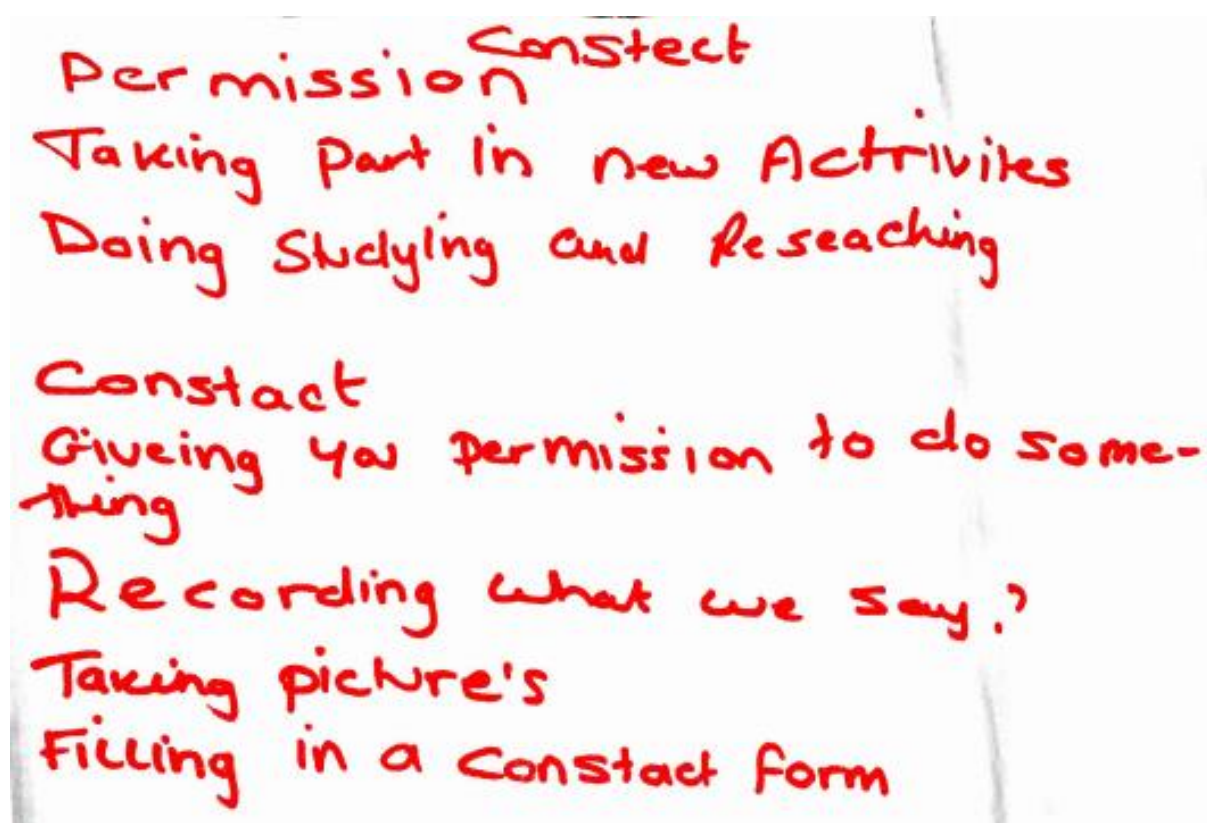 Permission Constect
Taking part in new Actrivites
Doing Studying and Reseaching
Constact
Giveing you permission to do some-
thing
Recording what we say?
Taking picture's
Filling in a Constact form